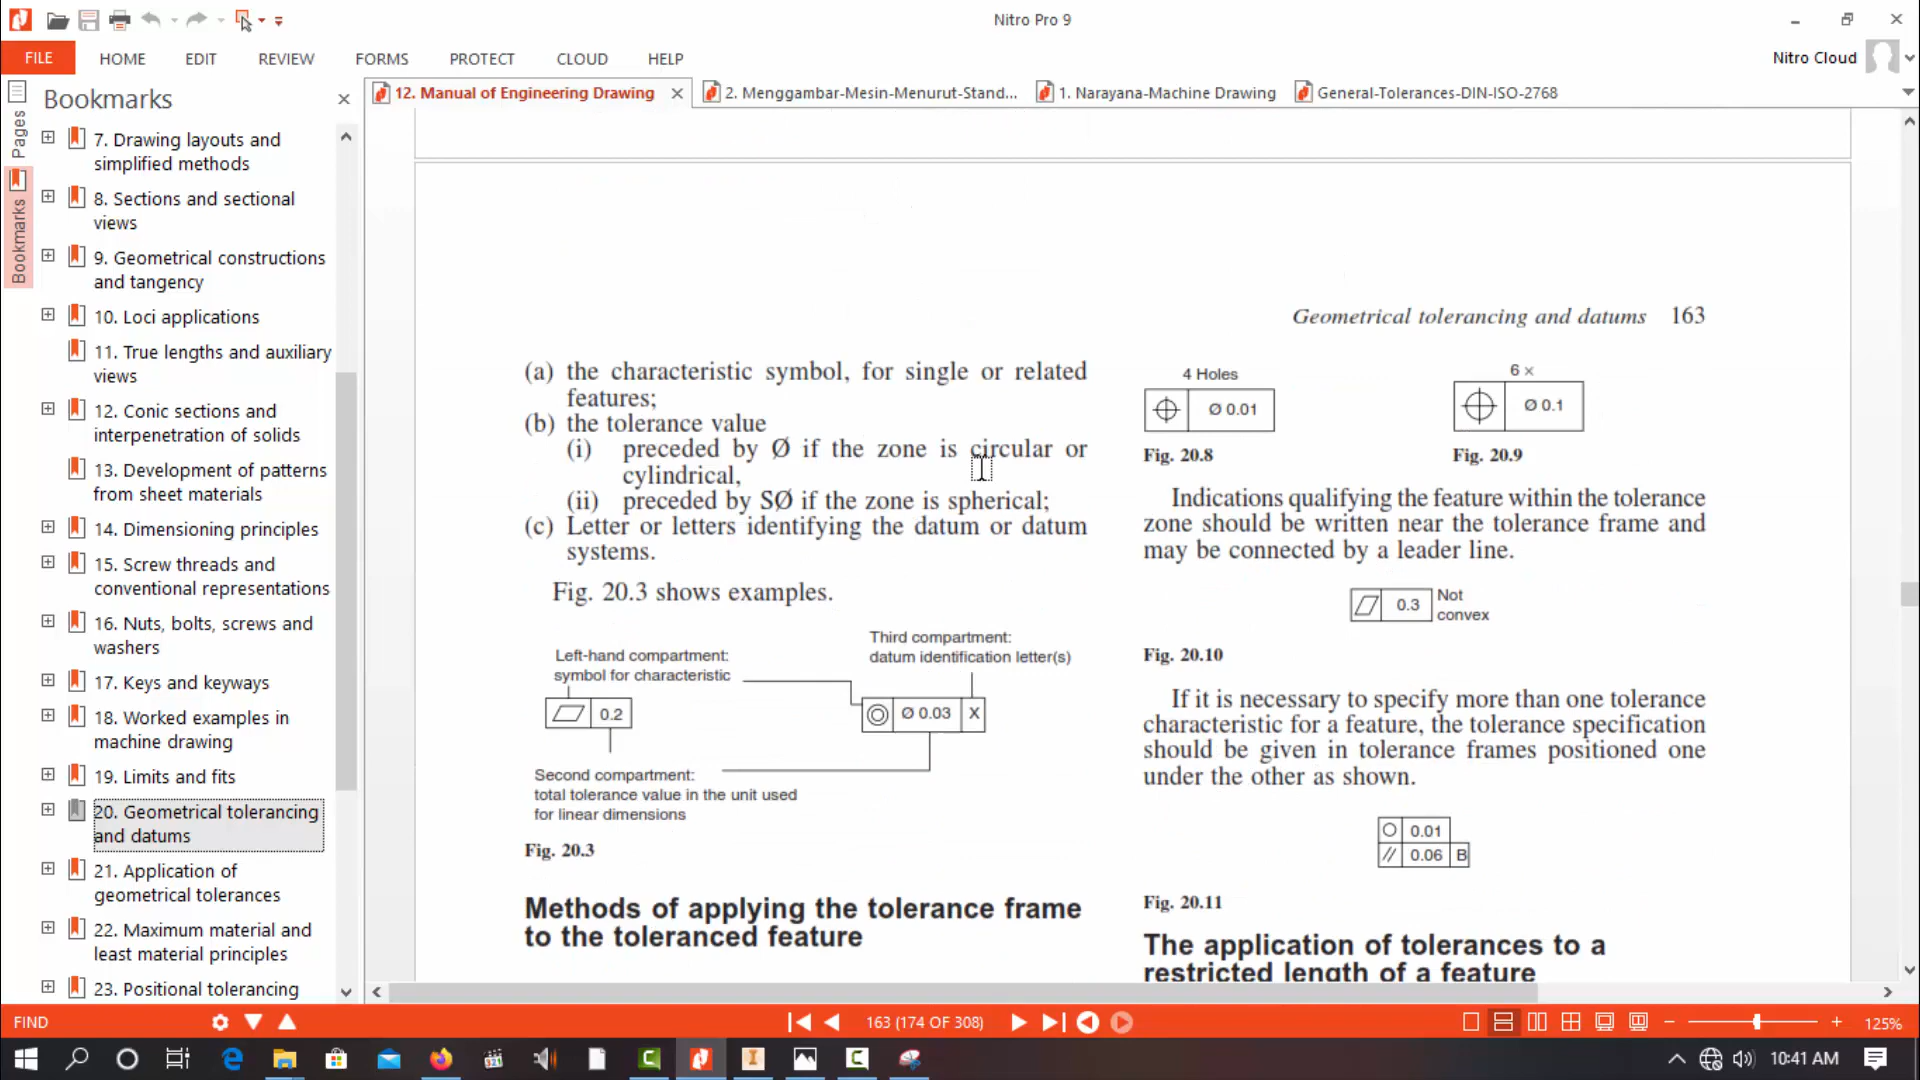 Nitro Pro 9
FILE HOME EDIT REVIEW FORMS PROTECT CLOUD HELP
Nitro Cloud
Pages
Bookmarks
Bookmarks
7. Drawing layouts and
simplified methods
8. Sections and sectional
views
9. Geometrical constructions
and tangency
10. Loci applications
11. True lengths and auxiliary
views
12. Conic sections and
interpenetration of solids
13. Development of patterns
from sheet materials
14. Dimensioning principles
15. Screw threads and
conventional representations
16. Nuts, bolts, screws and
washers
17. Keys and keyways
18. Worked examples in
machine drawing
19. Limits and fits
20. Geometrical tolerancing
and datums
21. Application of
geometrical tolerances
22. Maximum material and
least material principles
23. Positional tolerancing
12. Manual of Engineering Drawing
2. Menggambar-Mesin-Menurut-Stand...
1. Narayana-Machine Drawing
General-Tolerances-DIN-ISO-2768
Geometrical tolerancing and datums 163
(a) the characteristic symbol, for single or related
features;
(b) the tolerance value
(i) preceded by Ø if the zone is circular or
cylindrical,
(ii) preceded by SØ if the zone is spherical;
(c) Letter or letters identifying the datum or datum
systems.
Fig. 20.3 shows examples.
Left-hand compartment:
symbol for characteristic
Third compartment:
datum identification letter(s)
0.2
Ø 0.03 X
Second compartment:
total tolerance value in the unit used
for linear dimensions
Fig. 20.3
Methods of applying the tolerance frame
to the toleranced feature
4 Holes
Ø 0.01
Fig. 20.8
6 ×
Ø 0.1
Fig. 20.9
Indications qualifying the feature within the tolerance
zone should be written near the tolerance frame and
may be connected by a leader line.
0.3
Not
convex
Fig. 20.10
If it is necessary to specify more than one tolerance
characteristic for a feature, the tolerance specification
should be given in tolerance frames positioned one
under the other as shown.
0.01
0.06 B
Fig. 20.11
The application of tolerances to a
restricted length of a feature
FIND
163 (174 OF 308)
125%
10:41 AM